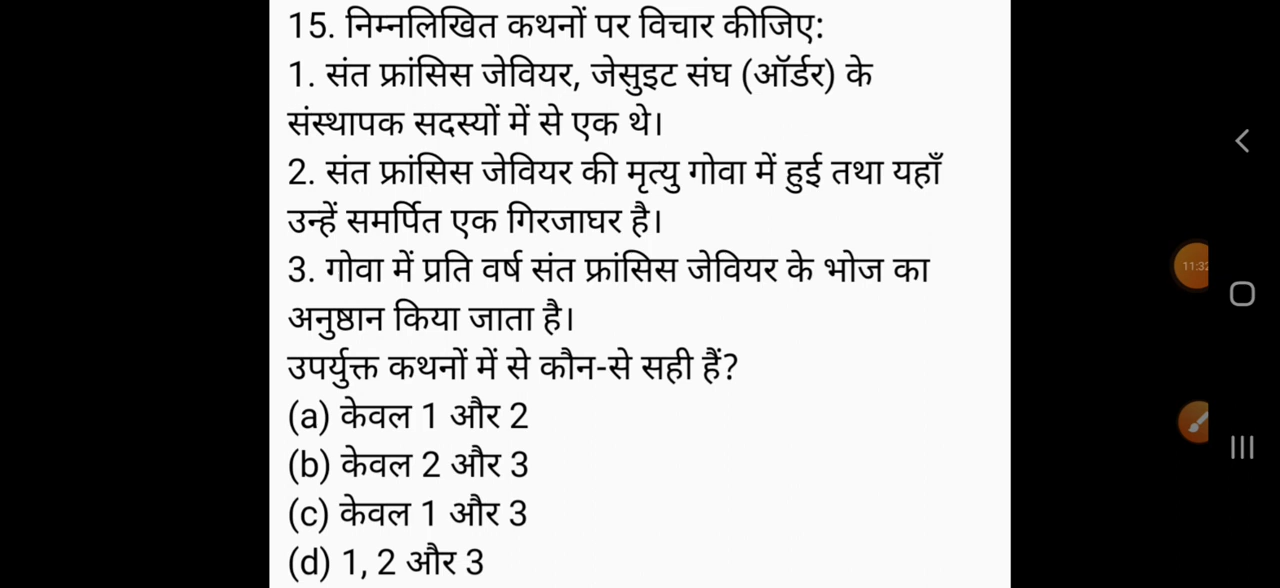 15. निम्नलिखित कथनों पर विचार कीजिए:
1. संत फ्रांसिस जेवियर, जेसुइट संघ (ऑर्डर) के
संस्थापक सदस्यों में से एक थे।
2. संत फ्रांसिस जेवियर की मृत्यु गोवा में हुई तथा यहाँ
उन्हें समर्पित एक गिरजाघर है।
3. गोवा में प्रति वर्ष संत फ्रांसिस जेवियर के भोज का
अनुष्ठान किया जाता है।
उपर्युक्त कथनों में से कौन-से सही हैं?
(a) केवल 1 और 2
(b) केवल 2 और 3
(c) केवल 1 और 3
(d) 1, 2 और 3